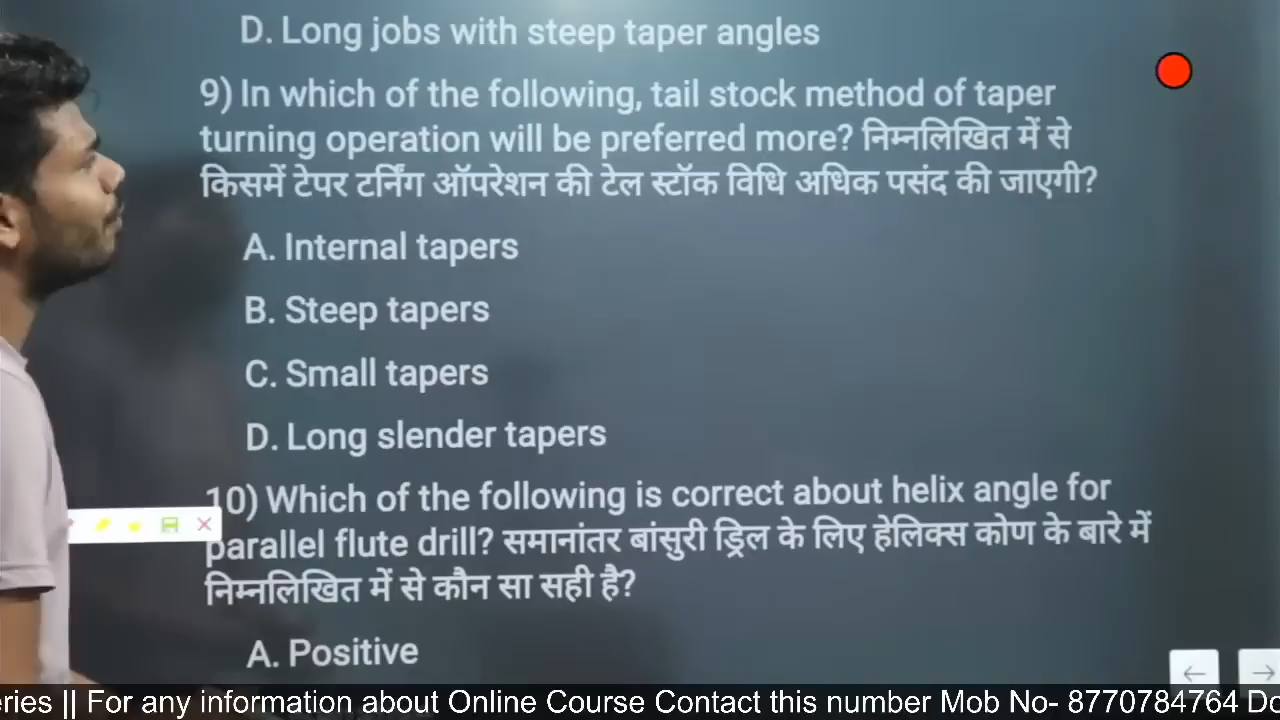 D. Long jobs with steep taper angles
9) In which of the following, tail stock method of taper
turning operation will be preferred more? निम्नलिखित में से
किसमें टेपर टर्निंग ऑपरेशन की टेल स्टॉक विधि अधिक पसंद की जाएगी?
A. Internal tapers
B. Steep tapers
C. Small tapers
D. Long slender tapers
10) Which of the following is correct about helix angle for
parallel flute drill? समानांतर बांसुरी ड्रिल के लिए हेलिक्स कोण के बारे में
निम्नलिखित में से कौन सा सही है?
A. Positive
|| For any information about Online Course Contact this number Mob No- 8770784764